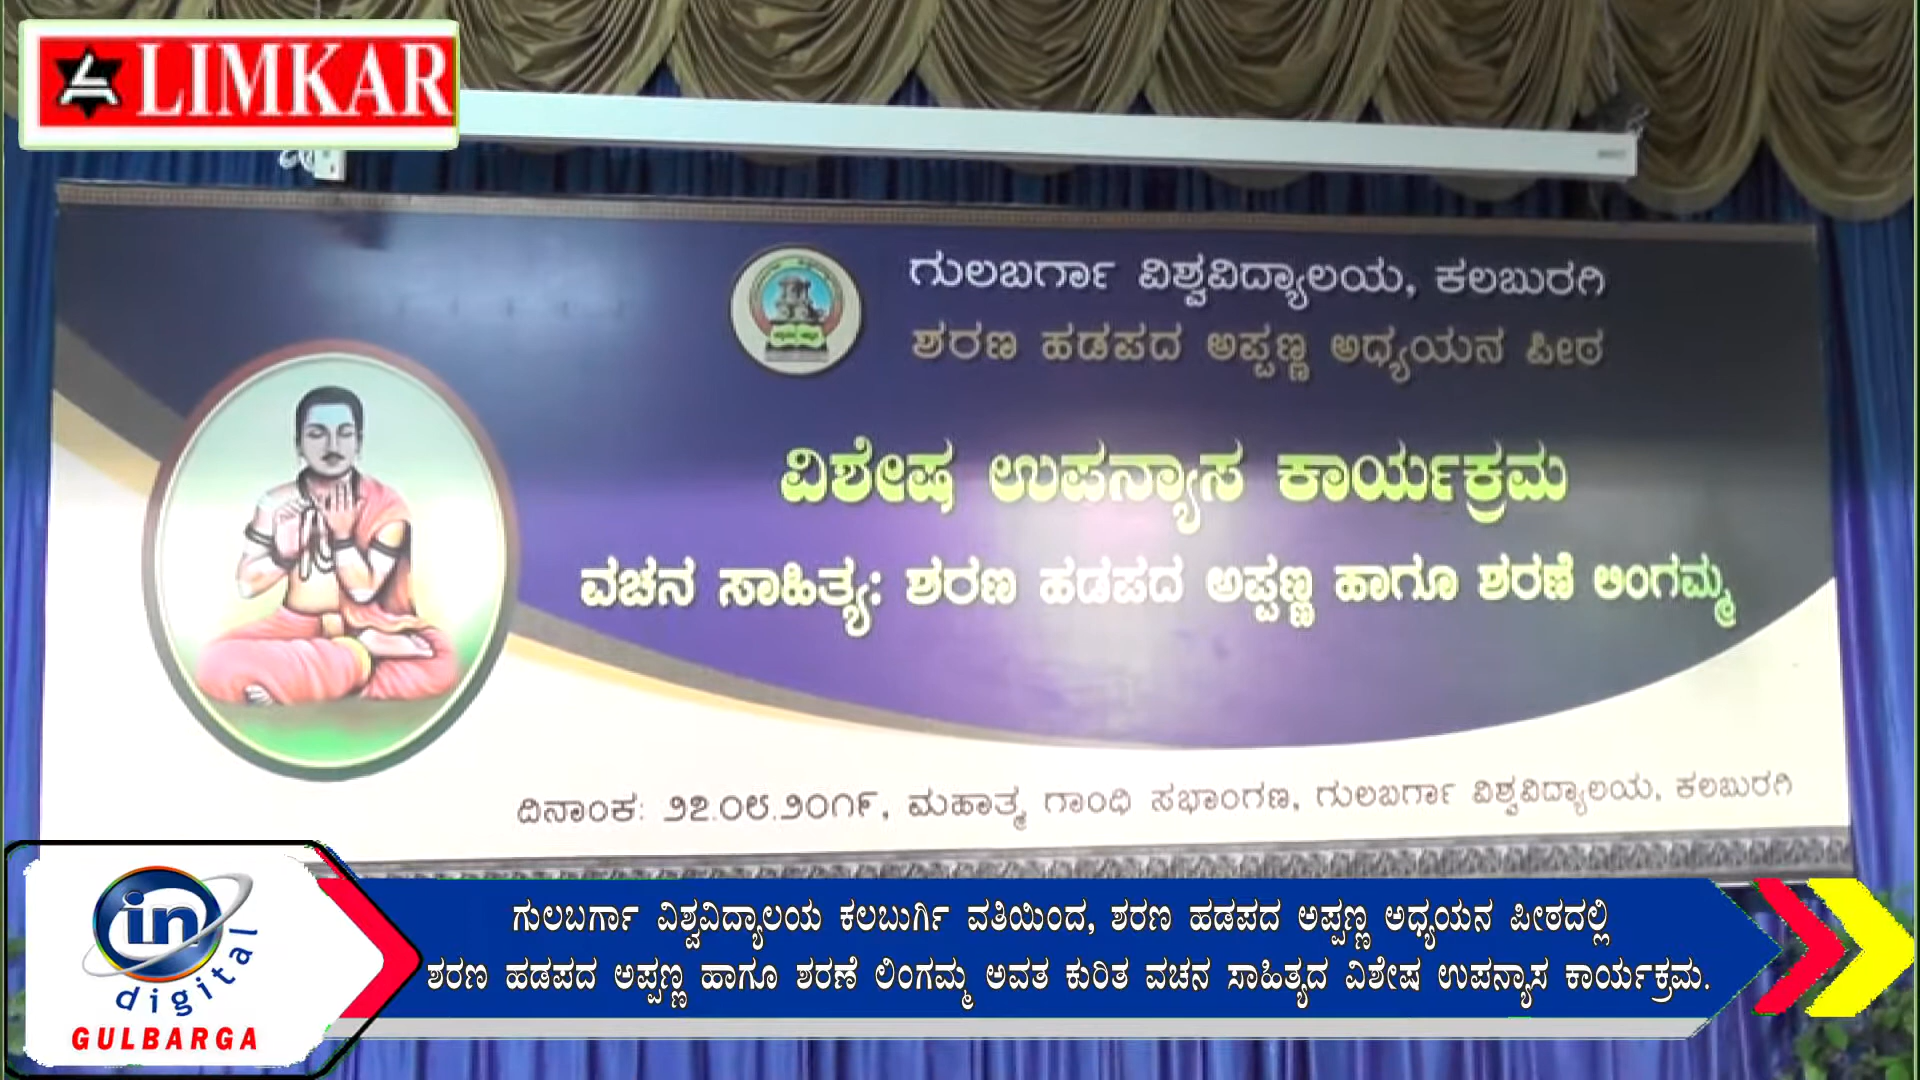 LIMKAR
ಗುಲಬರ್ಗಾ ವಿಶ್ವವಿದ್ಯಾಲಯ, ಕಲಬುರಗಿ
ಶರಣ ಹಡಪದ ಅಪ್ಪಣ್ಣ ಅಧ್ಯಯನ ಪೀಠ
ವಿಶೇಷ ಉಪನ್ಯಾಸ ಕಾರ್ಯಕ್ರಮ
ವಚನ ಸಾಹಿತ್ಯ: ಶರಣ ಹಡಪದ ಅಪ್ಪಣ್ಣ ಹಾಗೂ ಶರಣೆ ಲಿಂಗಮ್ಮ
ದಿನಾಂಕ: ೨೭.೦೮.೨೦೧೯, ಮಹಾತ್ಮ ಗಾಂಧಿ ಸಭಾಂಗಣ, ಗುಲಬರ್ಗಾ ವಿಶ್ವವಿದ್ಯಾಲಯ, ಕಲಬುರಗಿ
ಗುಲಬರ್ಗಾ ವಿಶ್ವವಿದ್ಯಾಲಯ ಕಲಬುರ್ಗಿ ವತಿಯಿಂದ, ಶರಣ ಹಡಪದ ಅಪ್ಪಣ್ಣ ಅಧ್ಯಯನ ಪೀಠದಲ್ಲಿ
ಶರಣ ಹಡಪದ ಅಪ್ಪಣ್ಣ ಹಾಗೂ ಶರಣೆ ಲಿಂಗಮ್ಮ ಅವತ ಕುರಿತ ವಚನ ಸಾಹಿತ್ಯದ ವಿಶೇಷ ಉಪನ್ಯಾಸ ಕಾರ್ಯಕ್ರಮ.
in
digital
GULBARGA